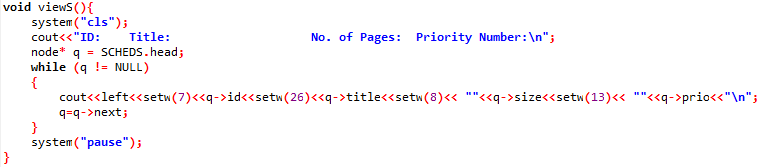 void viewS(){
    system("cls");
    cout<<"ID:    Title:                    No. of Pages:  Priority Number:\n";
    node* q = SCHEDS.head;
    while (q != NULL)
    {
        cout<<left<<setw(7)<<q->id<<setw(26)<<q->title<<setw(8)<< ""<<q->size<<setw(13)<< ""<<q->prio<<"\n";
        q=q->next;
    }
    system("pause");
}